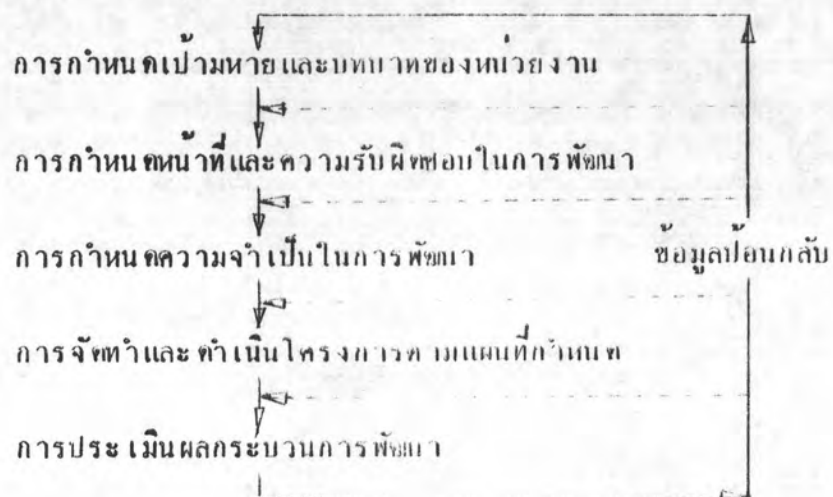 การกำหนดเป้าหมายและบทบาทของหน่วยงาน
การกำหนดหน้าที่และความรับผิดชอบในการพัฒนา
การกำหนดความจำเป็นในการพัฒนา
ข้อมูลป้อนกลับ
การจัดทำและดำเนินโครงการตามแผนที่กำหนด
การประเมินผลกระบวนการพัฒนา